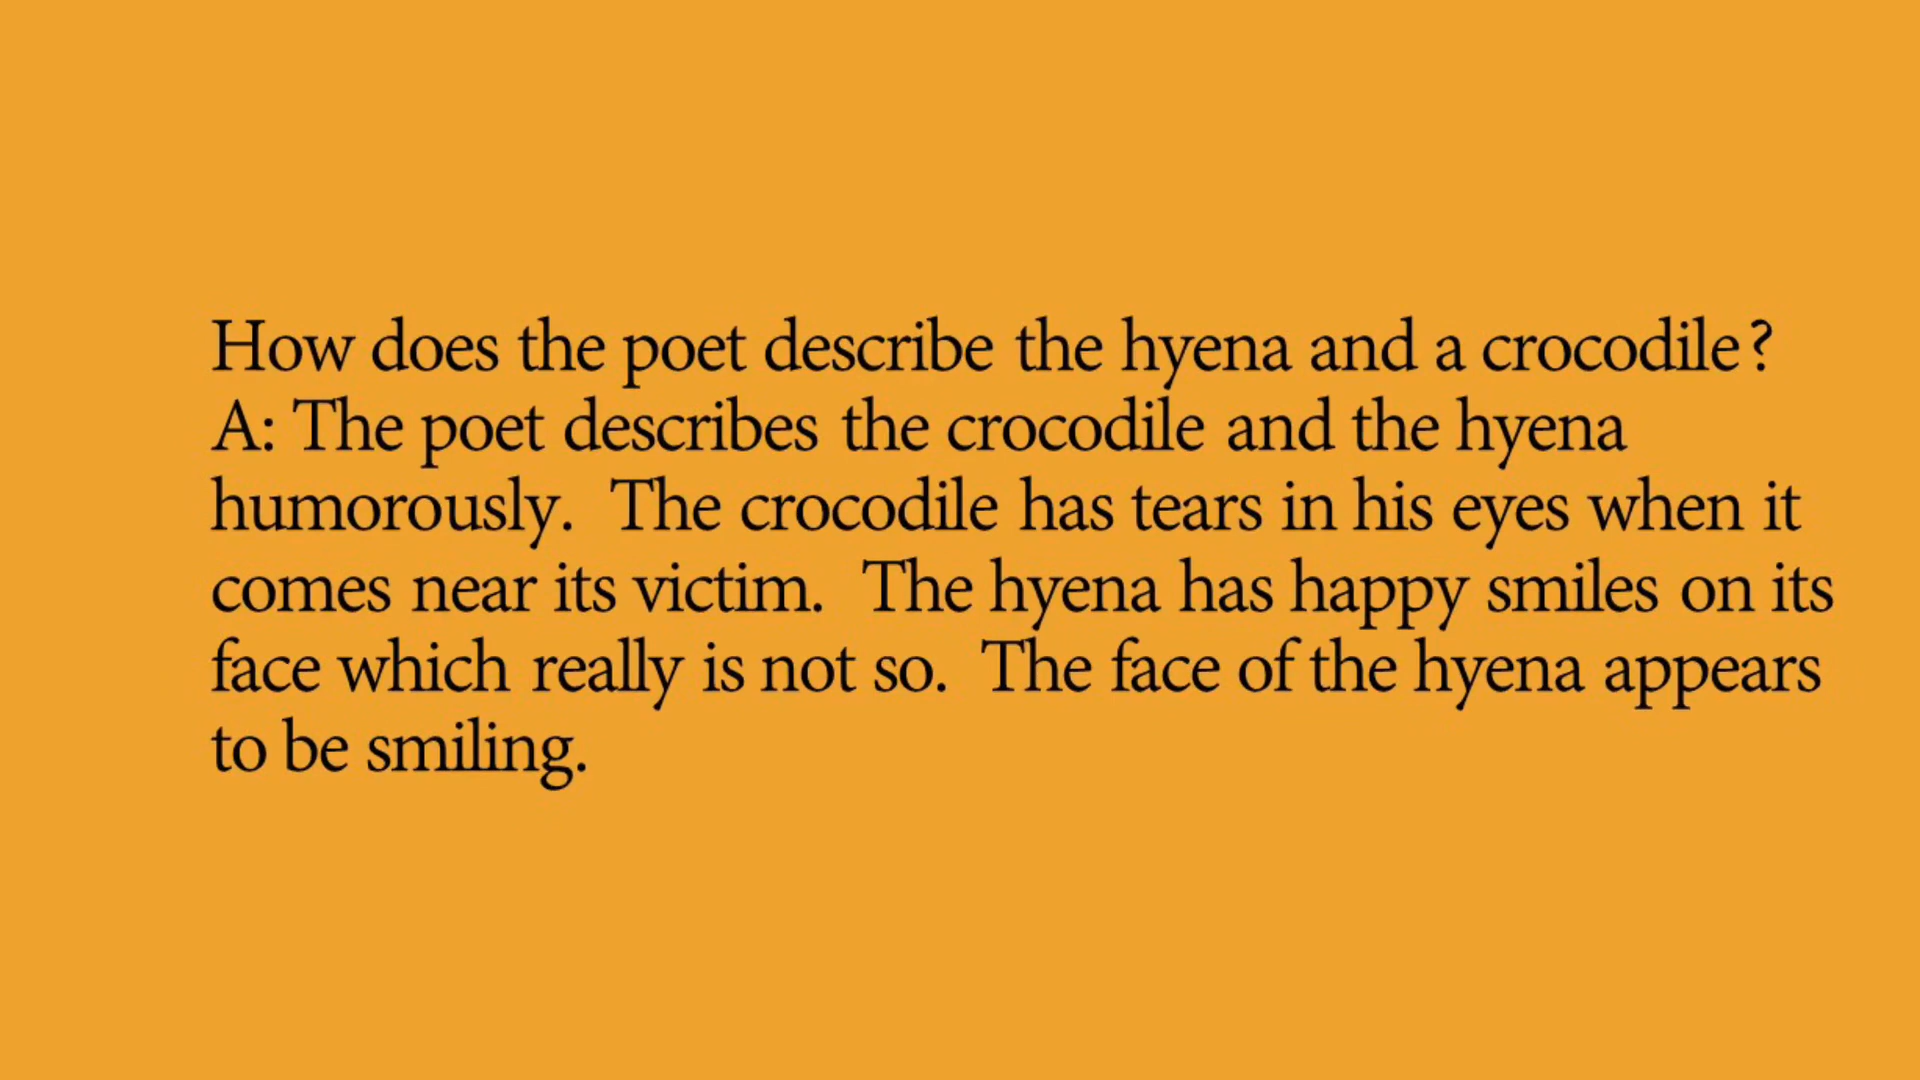 How does the poet describe the hyena and a crocodile?
A: The poet describes the crocodile and the hyena
humorously. The crocodile has tears in his eyes when it
comes near its victim. The hyena has happy smiles on its
face which really is not so. The face of the hyena appears
to be smiling.